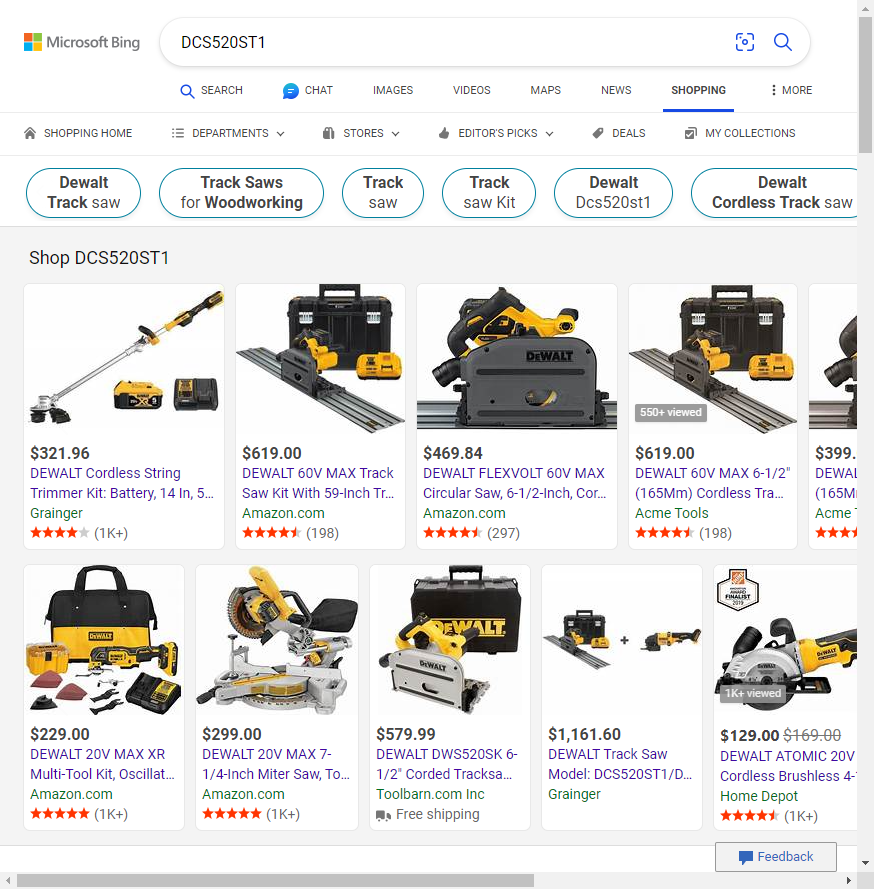 Microsoft Bing
DCS520ST1
SEARCH CHAT IMAGES VIDEOS MAPS NEWS SHOPPING MORE
SHOPPING HOME DEPARTMENTS STORES EDITOR'S PICKS DEALS MY COLLECTIONS
Dewalt
Track saw
Track Saws
for Woodworking
Track
saw
Track
saw Kit
Dewalt
Dcs520st1
Dewalt
Cordless Track saw
Shop DCS520ST1
$321.96
DEWALT Cordless String
Trimmer Kit: Battery, 14 In, 5...
Grainger
(1K+)
$619.00
DEWALT 60V MAX Track
Saw Kit With 59-Inch Tr...
Amazon.com
(198)
DEWALT
$469.84
DEWALT FLEXVOLT 60V MAX
Circular Saw, 6-1/2-Inch, Cor...
Amazon.com
(297)
550+ viewed
$619.00
DEWALT 60V MAX 6-1/2"
(165Mm) Cordless Tra...
Acme Tools
(198)
$399.
DEWAL
(165Mm
Acme T
DEWALT
$229.00
DEWALT 20V MAX XR
Multi-Tool Kit, Oscillat...
Amazon.com
(1K+)
$299.00
DEWALT 20V MAX 7-
1/4-Inch Miter Saw, To...
Amazon.com
(1K+)
DEWALT
DEWALT
$579.99
DEWALT DWS520SK 6-
1/2" Corded Tracksa...
Toolbarn.com Inc
Free shipping
+
$1,161.60
DEWALT Track Saw
Model: DCS520ST1/D...
Grainger
INNOVATION
AWARD
FINALIST
2019
DEWALT
1K+ viewed
$129.00 $169.00
DEWALT ATOMIC 20V
Cordless Brushless 4-
Home Depot
(1K+)
Feedback